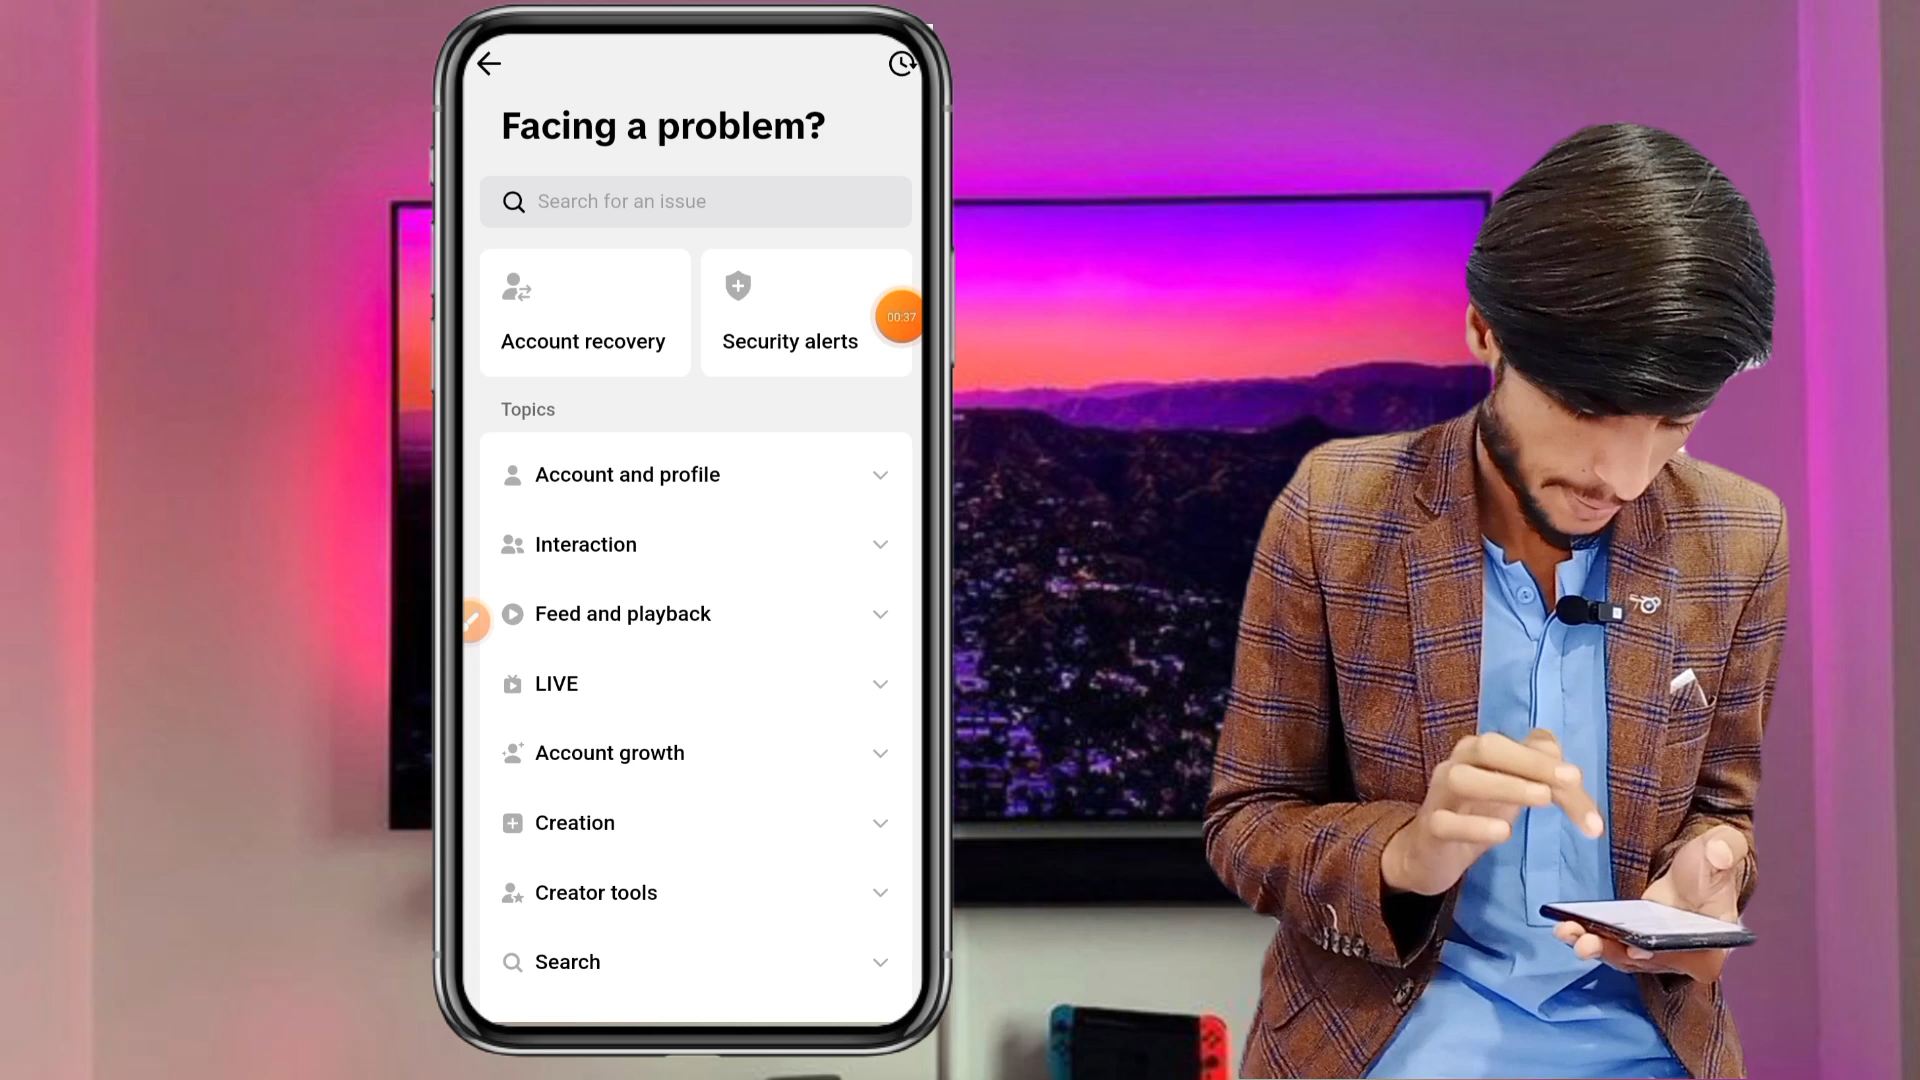 Facing a problem?
Search for an issue
Account recovery
Security alerts
00:37
Topics
Account and profile
Interaction
Feed and playback
LIVE
Account growth
Creation
Creator tools
Search